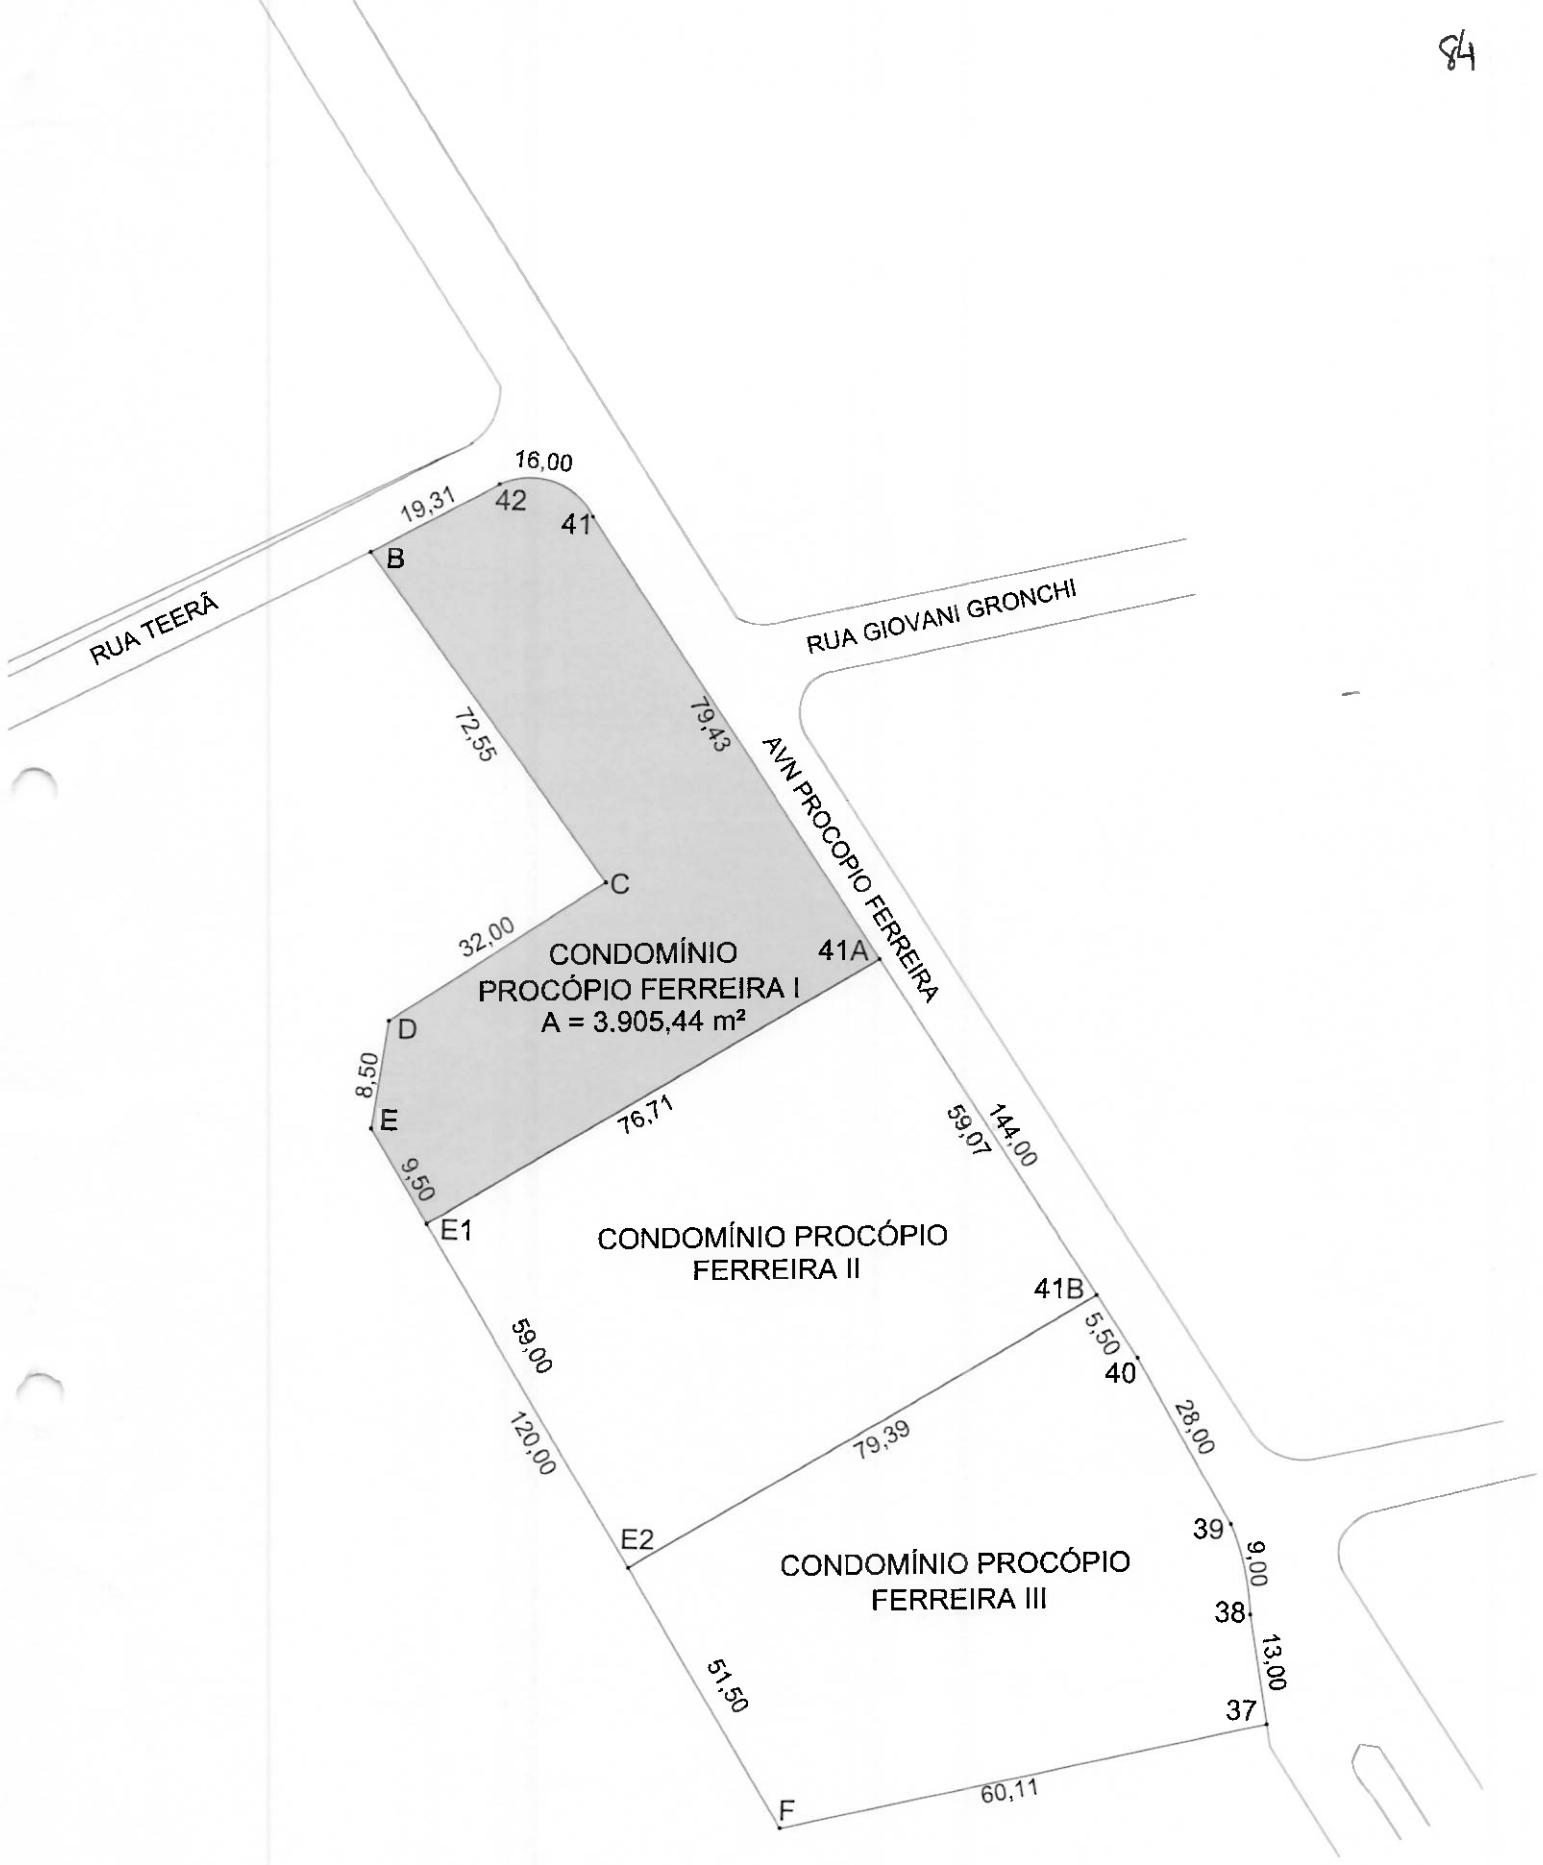 84
16,00
42
19,31
41
B
RUA TEERÃ
RUA GIOVANI GRONCHI
72,55
79,43
AVN PROCOPIO FERREIRA
C
32,00
CONDOMÍNIO
PROCÓPIO FERREIRA I
A = 3.905,44 m²
41A
D
8,50
E
76,71
9,50
E1
59,07
144,00
CONDOMÍNIO PROCÓPIO
FERREIRA II
41B
5,50
40
59,00
120,00
28,00
79,39
E2
39
9,00
CONDOMÍNIO PROCÓPIO
FERREIRA III
38
13,00
51,50
37
60,11
F